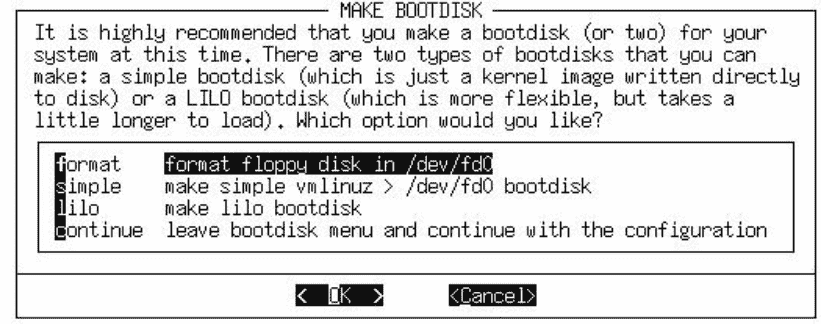 MAKE BOOTDISK
It is highly recommended that you make a bootdisk (or two) for your
system at this time. There are two types of bootdisks that you can
make: a simple bootdisk (which is just a kernel image written directly
to disk) or a LILO bootdisk (which is more flexible, but takes a
little longer to load). Which option would you like?
format format floppy disk in /dev/fd0
simple make simple vmlinuz > /dev/fd0 bootdisk
lilo make lilo bootdisk
continue leave bootdisk menu and continue with the configuration
< OK > <Cancel>